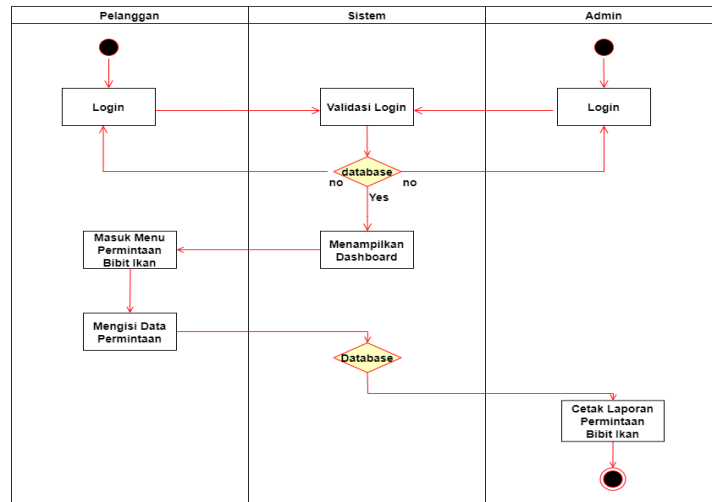 Pelanggan
Sistem
Admin
Login
Validasi Login
Login
database
no
no
Yes
Masuk Menu
Permintaan
Bibit Ikan
Menampilkan
Dashboard
Mengisi Data
Permintaan
Database
Cetak Laporan
Permintaan
Bibit Ikan